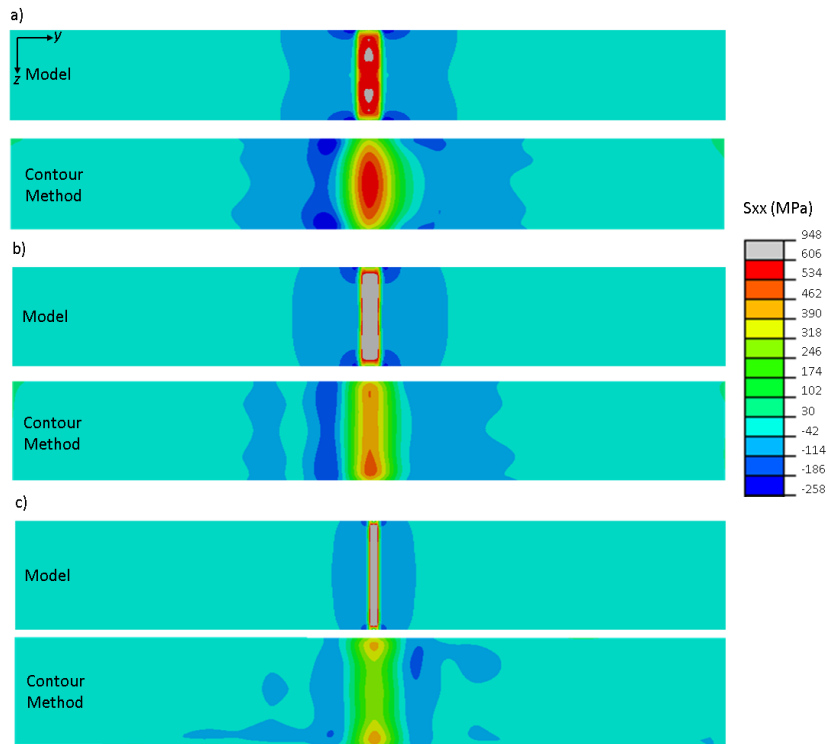 a)
y
z
Model
Contour
Method
b)
Model
Contour
Method
c)
Model
Contour
Method
Sxx (MPa)
948
606
534
462
390
318
246
174
102
30
-42
-114
-186
-258